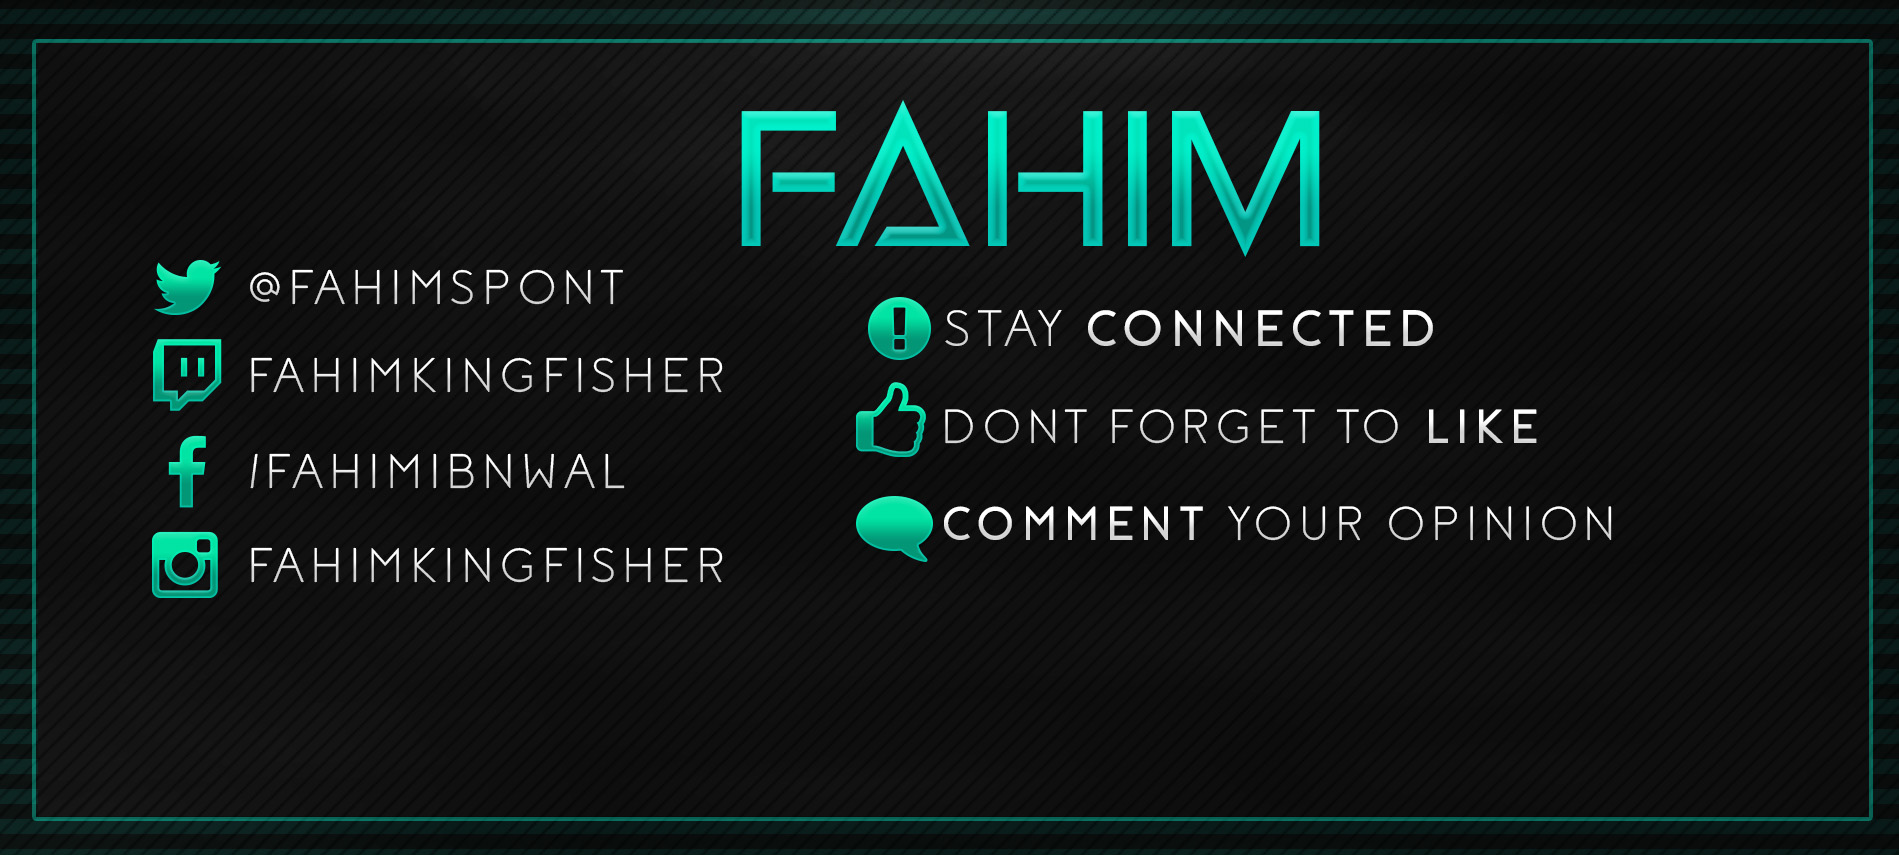 FAHIM
@FAHIMSPONT
FAHIMKINGFISHER
/FAHIMIBNWAL
FAHIMKINGFISHER
STAY CONNECTED
DONT FORGET TO LIKE
COMMENT YOUR OPINION